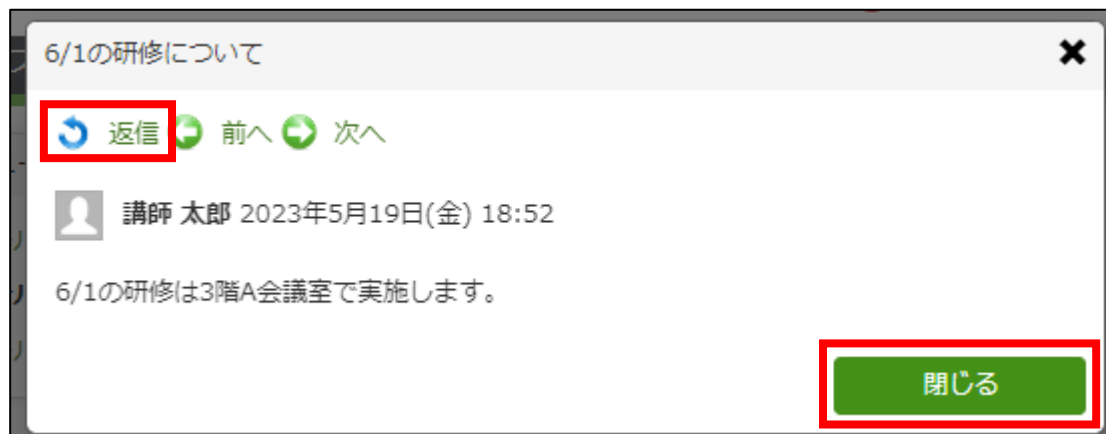 6/1の研修について
返信 前へ 次へ
講師 太郎 2023年5月19日(金) 18:52
6/1の研修は3階A会議室で実施します。
閉じる